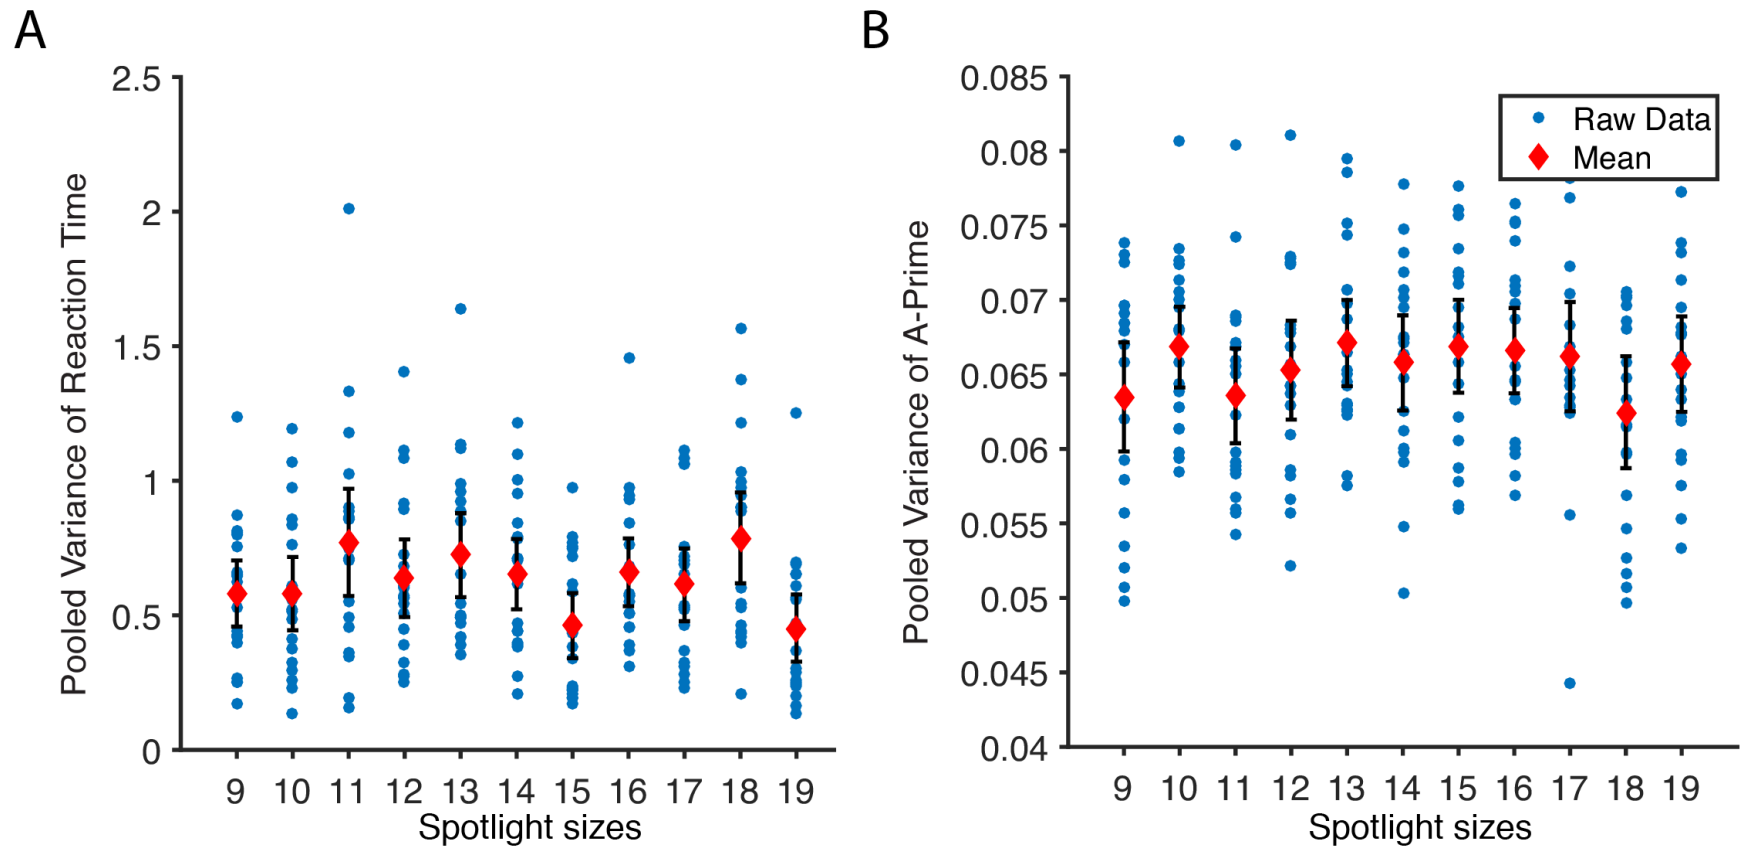 A
B
2.5
2
1.5
1
0.5
0
Pooled Variance of Reaction Time
9 10 11 12 13 14 15 16 17 18 19
Spotlight sizes
0.085
0.08
0.075
0.07
0.065
0.06
0.055
0.05
0.045
0.04
Pooled Variance of A-Prime
Raw Data
Mean
9 10 11 12 13 14 15 16 17 18 19
Spotlight sizes